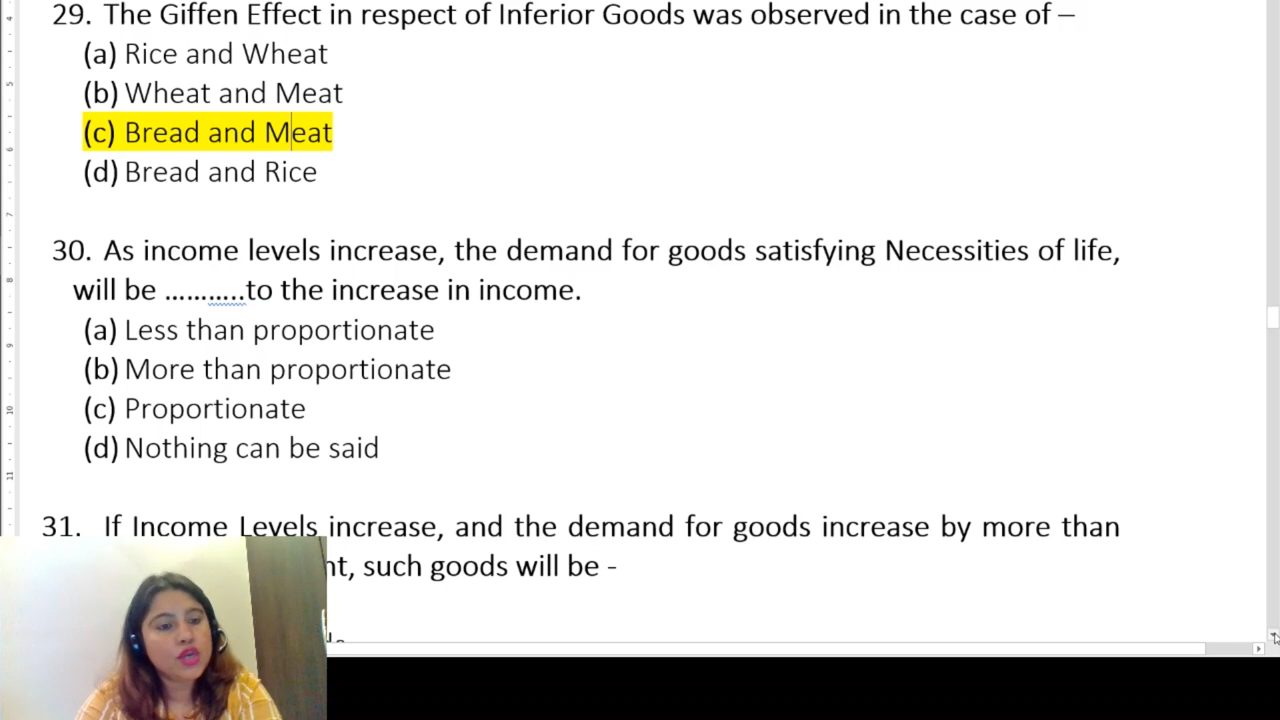 29. The Giffen Effect in respect of Inferior Goods was observed in the case of –
(a) Rice and Wheat
(b) Wheat and Meat
(c) Bread and Meat
(d) Bread and Rice
30. As income levels increase, the demand for goods satisfying Necessities of life,
will be ………..to the increase in income.
(a) Less than proportionate
(b) More than proportionate
(c) Proportionate
(d) Nothing can be said
31. If Income Levels increase, and the demand for goods increase by more than
, such goods will be -